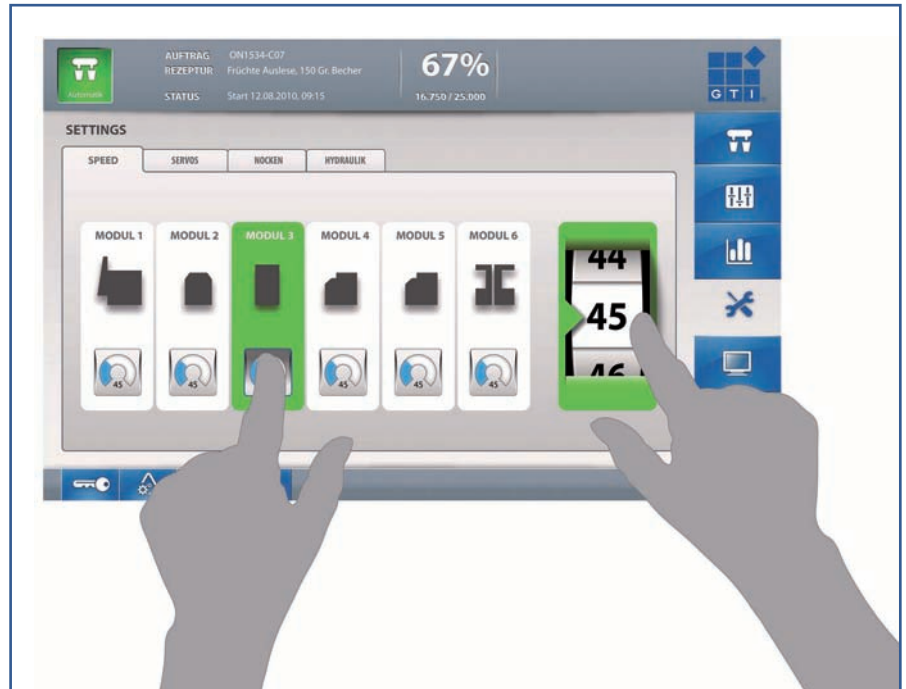 AUFTRAG ON1534-C07
REZEPTUR Früchte Auslese, 150 Gr. Becher
STATUS Start 12.08.2010, 09:15
67%
16.750 / 25.000
Automatik
GTI
SETTINGS
SPEED SERVOS NOCKEN HYDRAULIK
MODUL 1 MODUL 2 MODUL 3 MODUL 4 MODUL 5 MODUL 6
44
45
46
45 45 45 45 45